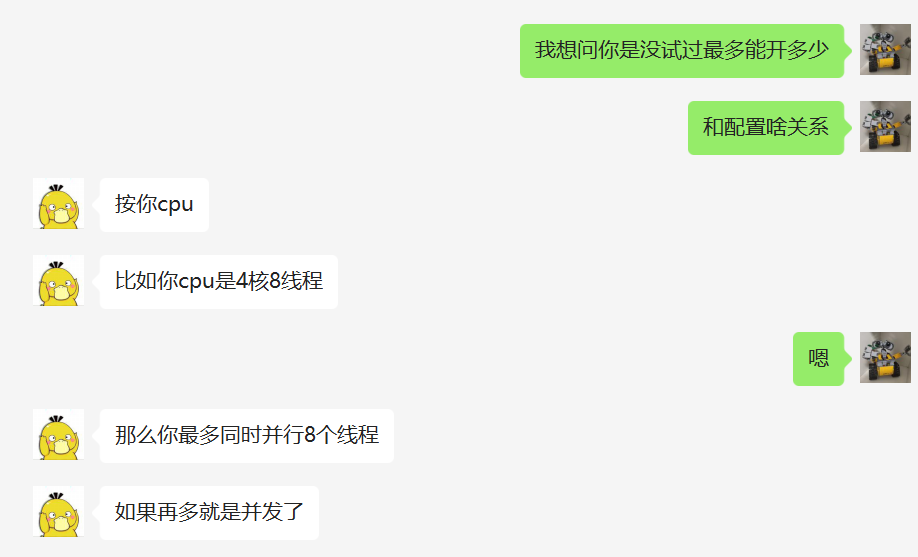 我想问你是没试过最多能开多少
和配置啥关系
按你cpu
比如你cpu是4核8线程
嗯
那么你最多同时并行8个线程
如果再多就是并发了